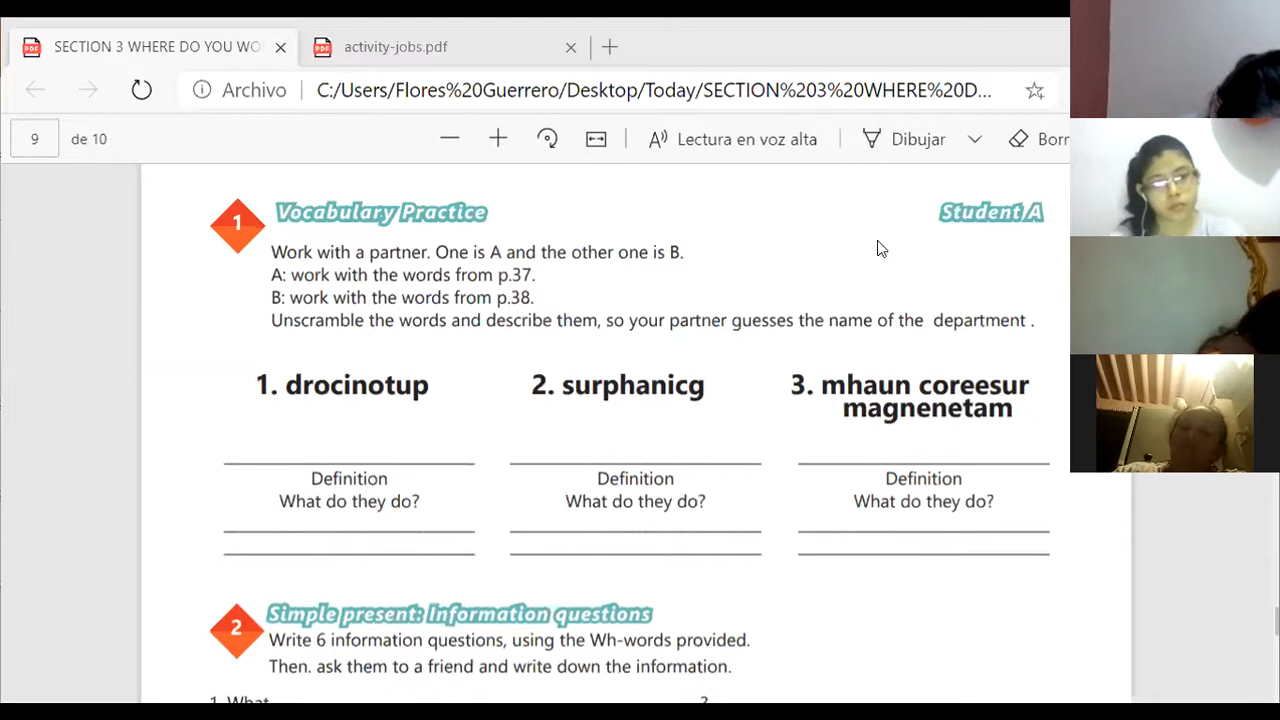 SECTION 3 WHERE DO YOU WO
activity-jobs.pdf
Archivo
C:/Users/Flores%20Guerrero/Desktop/Today/SECTION%203%20WHERE%20D...
9 de 10
Lectura en voz alta
Dibujar
Borr
1 Vocabulary Practice
Student A
Work with a partner. One is A and the other one is B.
A: work with the words from p.37.
B: work with the words from p.38.
Unscramble the words and describe them, so your partner guesses the name of the department .
1. drocinotup
2. surphanicg
3. mhaun coreesur
magnenetam
Definition
What do they do?
Definition
What do they do?
Definition
What do they do?
2 Simple present: Information questions
Write 6 information questions, using the Wh-words provided.
Then. ask them to a friend and write down the information.
1. What